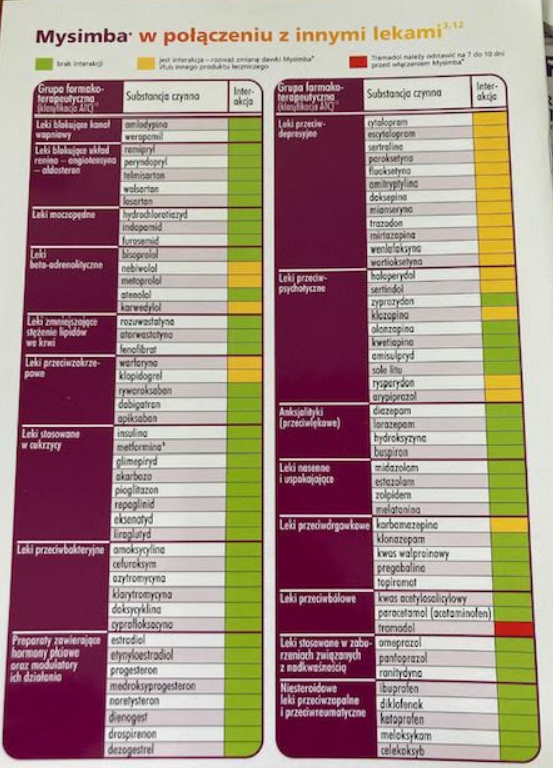 Mysimba® w połączeniu z innymi lekami3,12
brak interakcji
jest interakcja – rozważ zmianę dawki Mysimba®
i/lub innego produktu leczniczego
Tramadol należy odstawić na 7 do 10 dni
przed włączeniem Mysimba®
Grupa farmako-
terapeutyczna
(klasyfikacja ATC)
Substancja czynna
Inter-
akcja
Leki blokujące kanał
wapniowy
amlodypina
werapamil
Leki blokujące układ
renina – angiotensyna
– aldosteron
ramipryl
peryndopryl
telmisartan
walsartan
losartan
Leki moczopędne
hydrochlorotiazyd
indapamid
furosemid
Leki
beta-adrenolityczne
bisoprolol
nebiwolol
metoprolol
atenolol
karwedylol
Leki zmniejszające
stężenie lipidów
we krwi
rozuwastatyna
atorwastatyna
fenofibrat
Leki przeciwzakrze-
powe
warfaryna
klopidogrel
rywaroksaban
dabigatran
apiksaban
Leki stosowane
w cukrzycy
insulina
metformina*
glimepiryd
akarboza
pioglitazon
repaglinid
eksenatyd
liraglutyd
Leki przeciwbakteryjne
amoksycylina
cefuroksym
azytromycyna
klarytromycyna
doksycyklina
cyprofloksacyna
Preparaty zawierające
hormony płciowe
oraz modulatory
ich działania
estradiol
etynyloestradiol
progesteron
medroksyprogesteron
noretysteron
dienogest
drospirenon
dezogestrel
Grupa farmako-
terapeutyczna
(klasyfikacja ATC)
Substancja czynna
Inter-
akcja
Leki przeciw-
depresyjne
cytalopram
escytalopram
sertralina
paroksetyna
fluoksetyna
amitryptylina
doksepina
mianseryna
trazodon
mirtazapina
wenlafaksyna
wortioksetyna
Leki przeciw-
psychotyczne
haloperydol
sertindol
zyprazydon
klozapina
olanzapina
kwetiapina
amisulpryd
sole litu
rysperydon
arypiprazol
Anksjolityki
(przeciwlękowe)
diazepam
lorazepam
hydroksyzyna
buspiron
Leki nasenne
i uspakajające
midazolam
estazolam
zolpidem
melatonina
Leki przeciwdrgawkowe
karbamazepina
klonazepam
kwas walproinowy
pregabalina
topiramat
Leki przeciwbólowe
kwas acetylosalicylowy
paracetamol (acetaminofen)
tramadol
Leki stosowane w zabu-
rzeniach związanych
z nadkwaśnością
omeprazol
pantoprazol
ranitydyna
Niesteroidowe
leki przeciwzapalne
i przeciwreumatyczne
ibuprofen
diklofenak
ketoprofen
meloksykam
celekoksyb